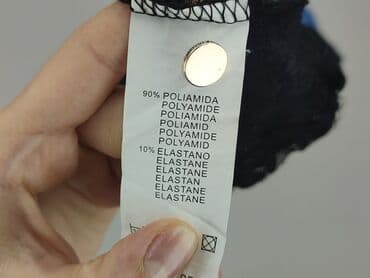 90% POLIAMIDA
POLYAMIDE
POLIAMIDA
POLIAMID
POLYAMIDE
POLYAMID
10% ELASTANO
ELASTANE
ELASTANE
ELASTAN
ELASTANE
ELASTANE